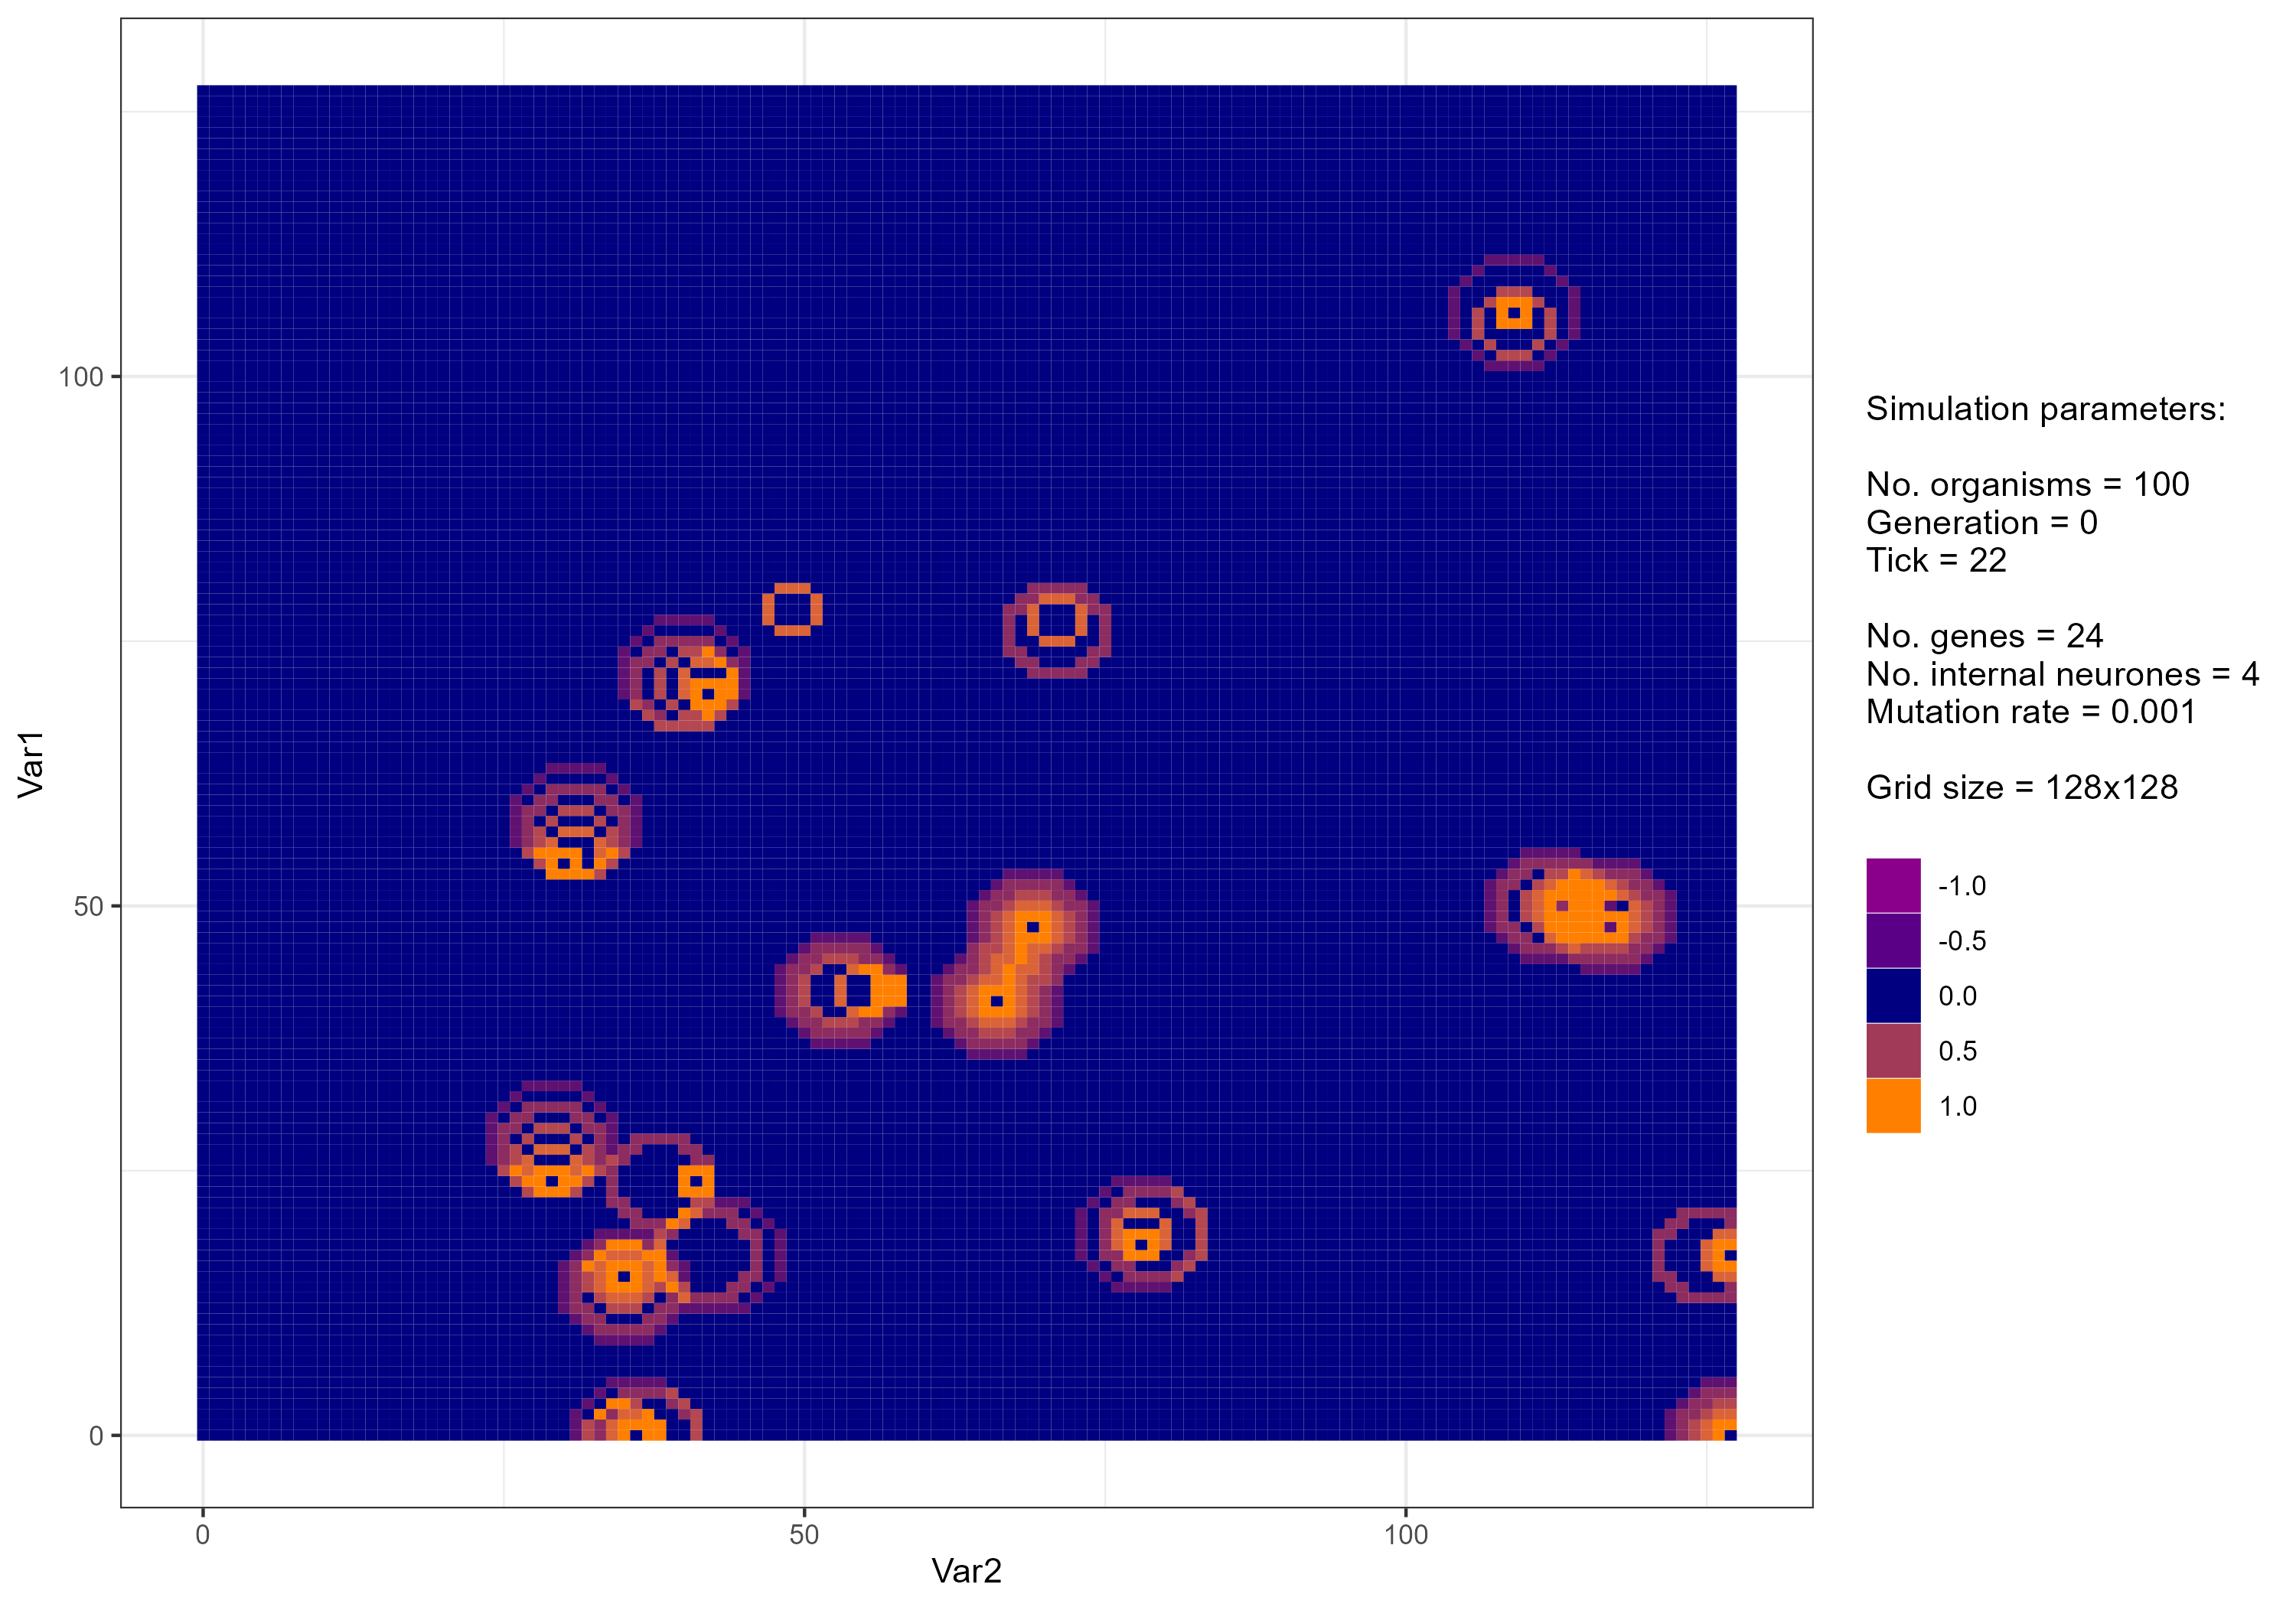 100
50
0
Var1
0
50
100
Var2
Simulation parameters:
No. organisms = 100
Generation = 0
Tick = 22
No. genes = 24
No. internal neurones = 4
Mutation rate = 0.001
Grid size = 128x128
-1.0
-0.5
0.0
0.5
1.0